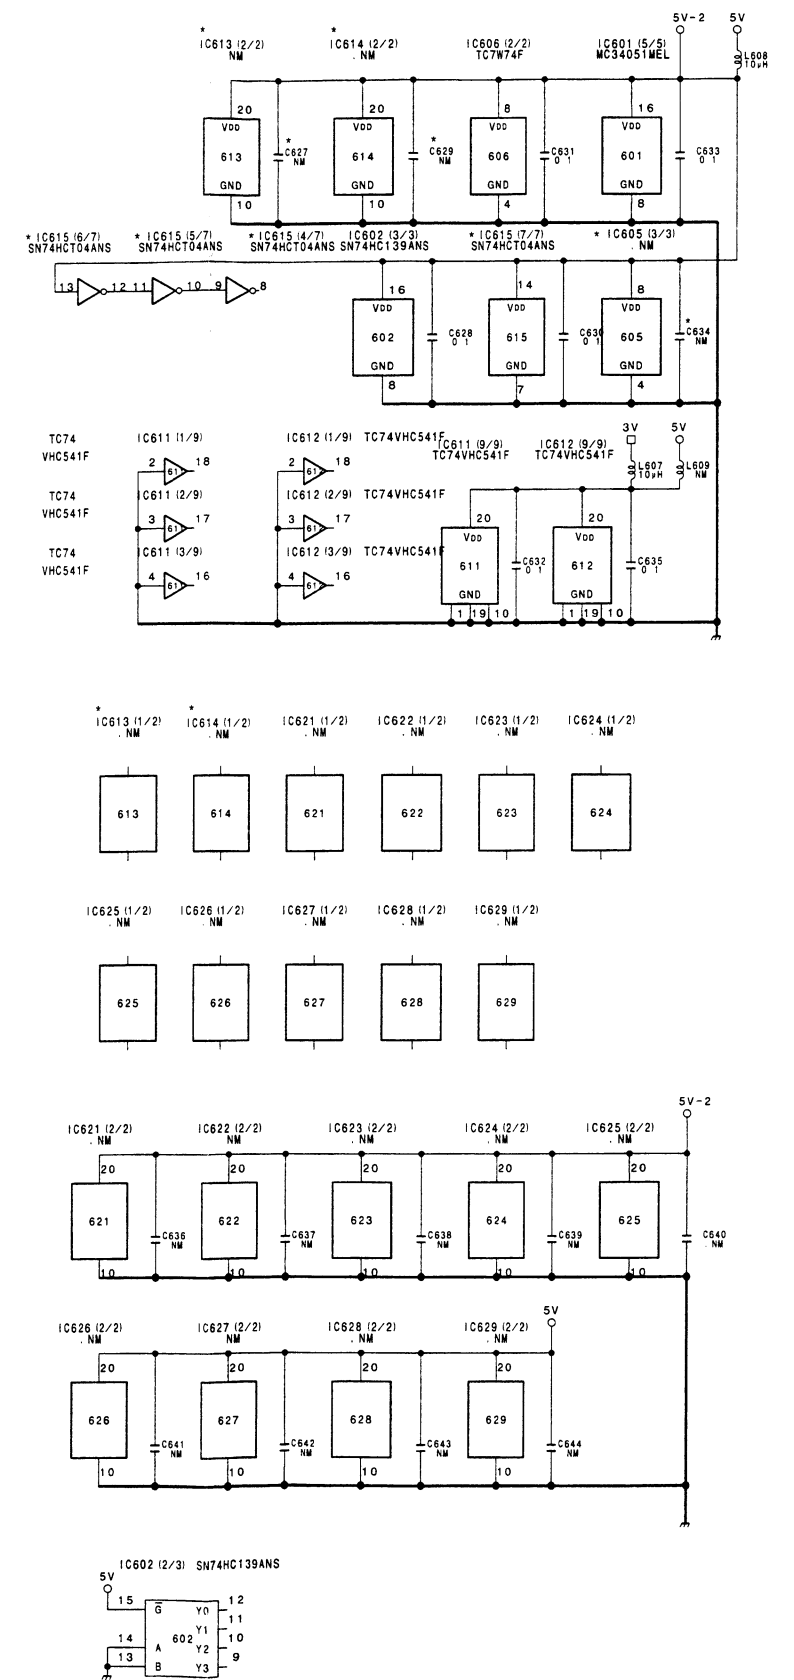 5V-2 5V
* * 
IC613 (2/2) IC614 (2/2) IC606 (2/2) IC601 (5/5)
NM . NM TC7W74F MC34051MEL
L608
10μH
20 20 8 16
VDD VDD VDD VDD
* C627 NM
* C629 NM
C631 0 1
C633 0 1
613 614 606 601
GND GND GND GND
10 10 4 8
* IC615 (6/7) * IC615 (5/7) * IC615 (4/7) IC602 (3/3) * IC615 (7/7) * IC605 (3/3)
SN74HCT04ANS SN74HCT04ANS SN74HCT04ANS SN74HC139ANS SN74HCT04ANS . NM
13 12 11 10 9 8
16 14 8
VDD VDD VDD
602 615 605
C628 0 1
C630 0 1
* C634 NM
GND GND GND
8 7 4
3V 5V
TC74 IC611 (1/9) IC612 (1/9) TC74VHC541F IC611 (9/9) IC612 (9/9)
VHC541F TC74VHC541F TC74VHC541F
2 18 2 18
L607 10μH
L609 NM
TC74 IC611 (2/9) IC612 (2/9) TC74VHC541F
VHC541F
3 17 3 17
20 20
VDD VDD
TC74 IC611 (3/9) IC612 (3/9) TC74VHC541F
VHC541F
4 16 4 16
611 612
C632 0 1
C635 0 1
GND GND
1 19 10 1 19 10
* *
IC613 (1/2) IC614 (1/2) IC621 (1/2) IC622 (1/2) IC623 (1/2) IC624 (1/2)
. NM . NM . NM . NM . NM . NM
613 614 621 622 623 624
IC625 (1/2) IC626 (1/2) IC627 (1/2) IC628 (1/2) IC629 (1/2)
. NM . NM . NM . NM . NM
625 626 627 628 629
5V-2
IC621 (2/2) IC622 (2/2) IC623 (2/2) IC624 (2/2) IC625 (2/2)
. NM NM . NM . NM . NM
20 20 20 20 20
621 622 623 624 625
C636 C637 C638 C639 C640
NM NM NM NM . NM
10 10 10 10 10
5V
IC626 (2/2) IC627 (2/2) IC628 (2/2) IC629 (2/2)
. NM NM . NM . NM
20 20 20 20
626 627 628 629
C641 C642 C643 C644
NM NM NM NM
10 10 10 10
IC602 (2/3) SN74HC139ANS
5V
15 G Y0 12
Y1 11
14 A 602 Y2 10
13 B Y3 9